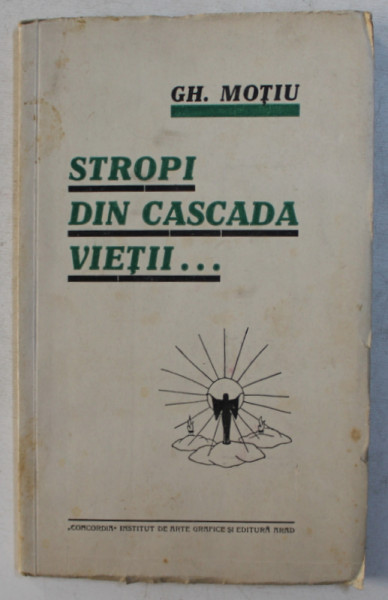 GH. MOȚIU
STROPI
DIN CASCADA
VIEȚII...
„CONCORDIA" INSTITUT DE ARTE GRAFICE ȘI EDITURĂ ARAD